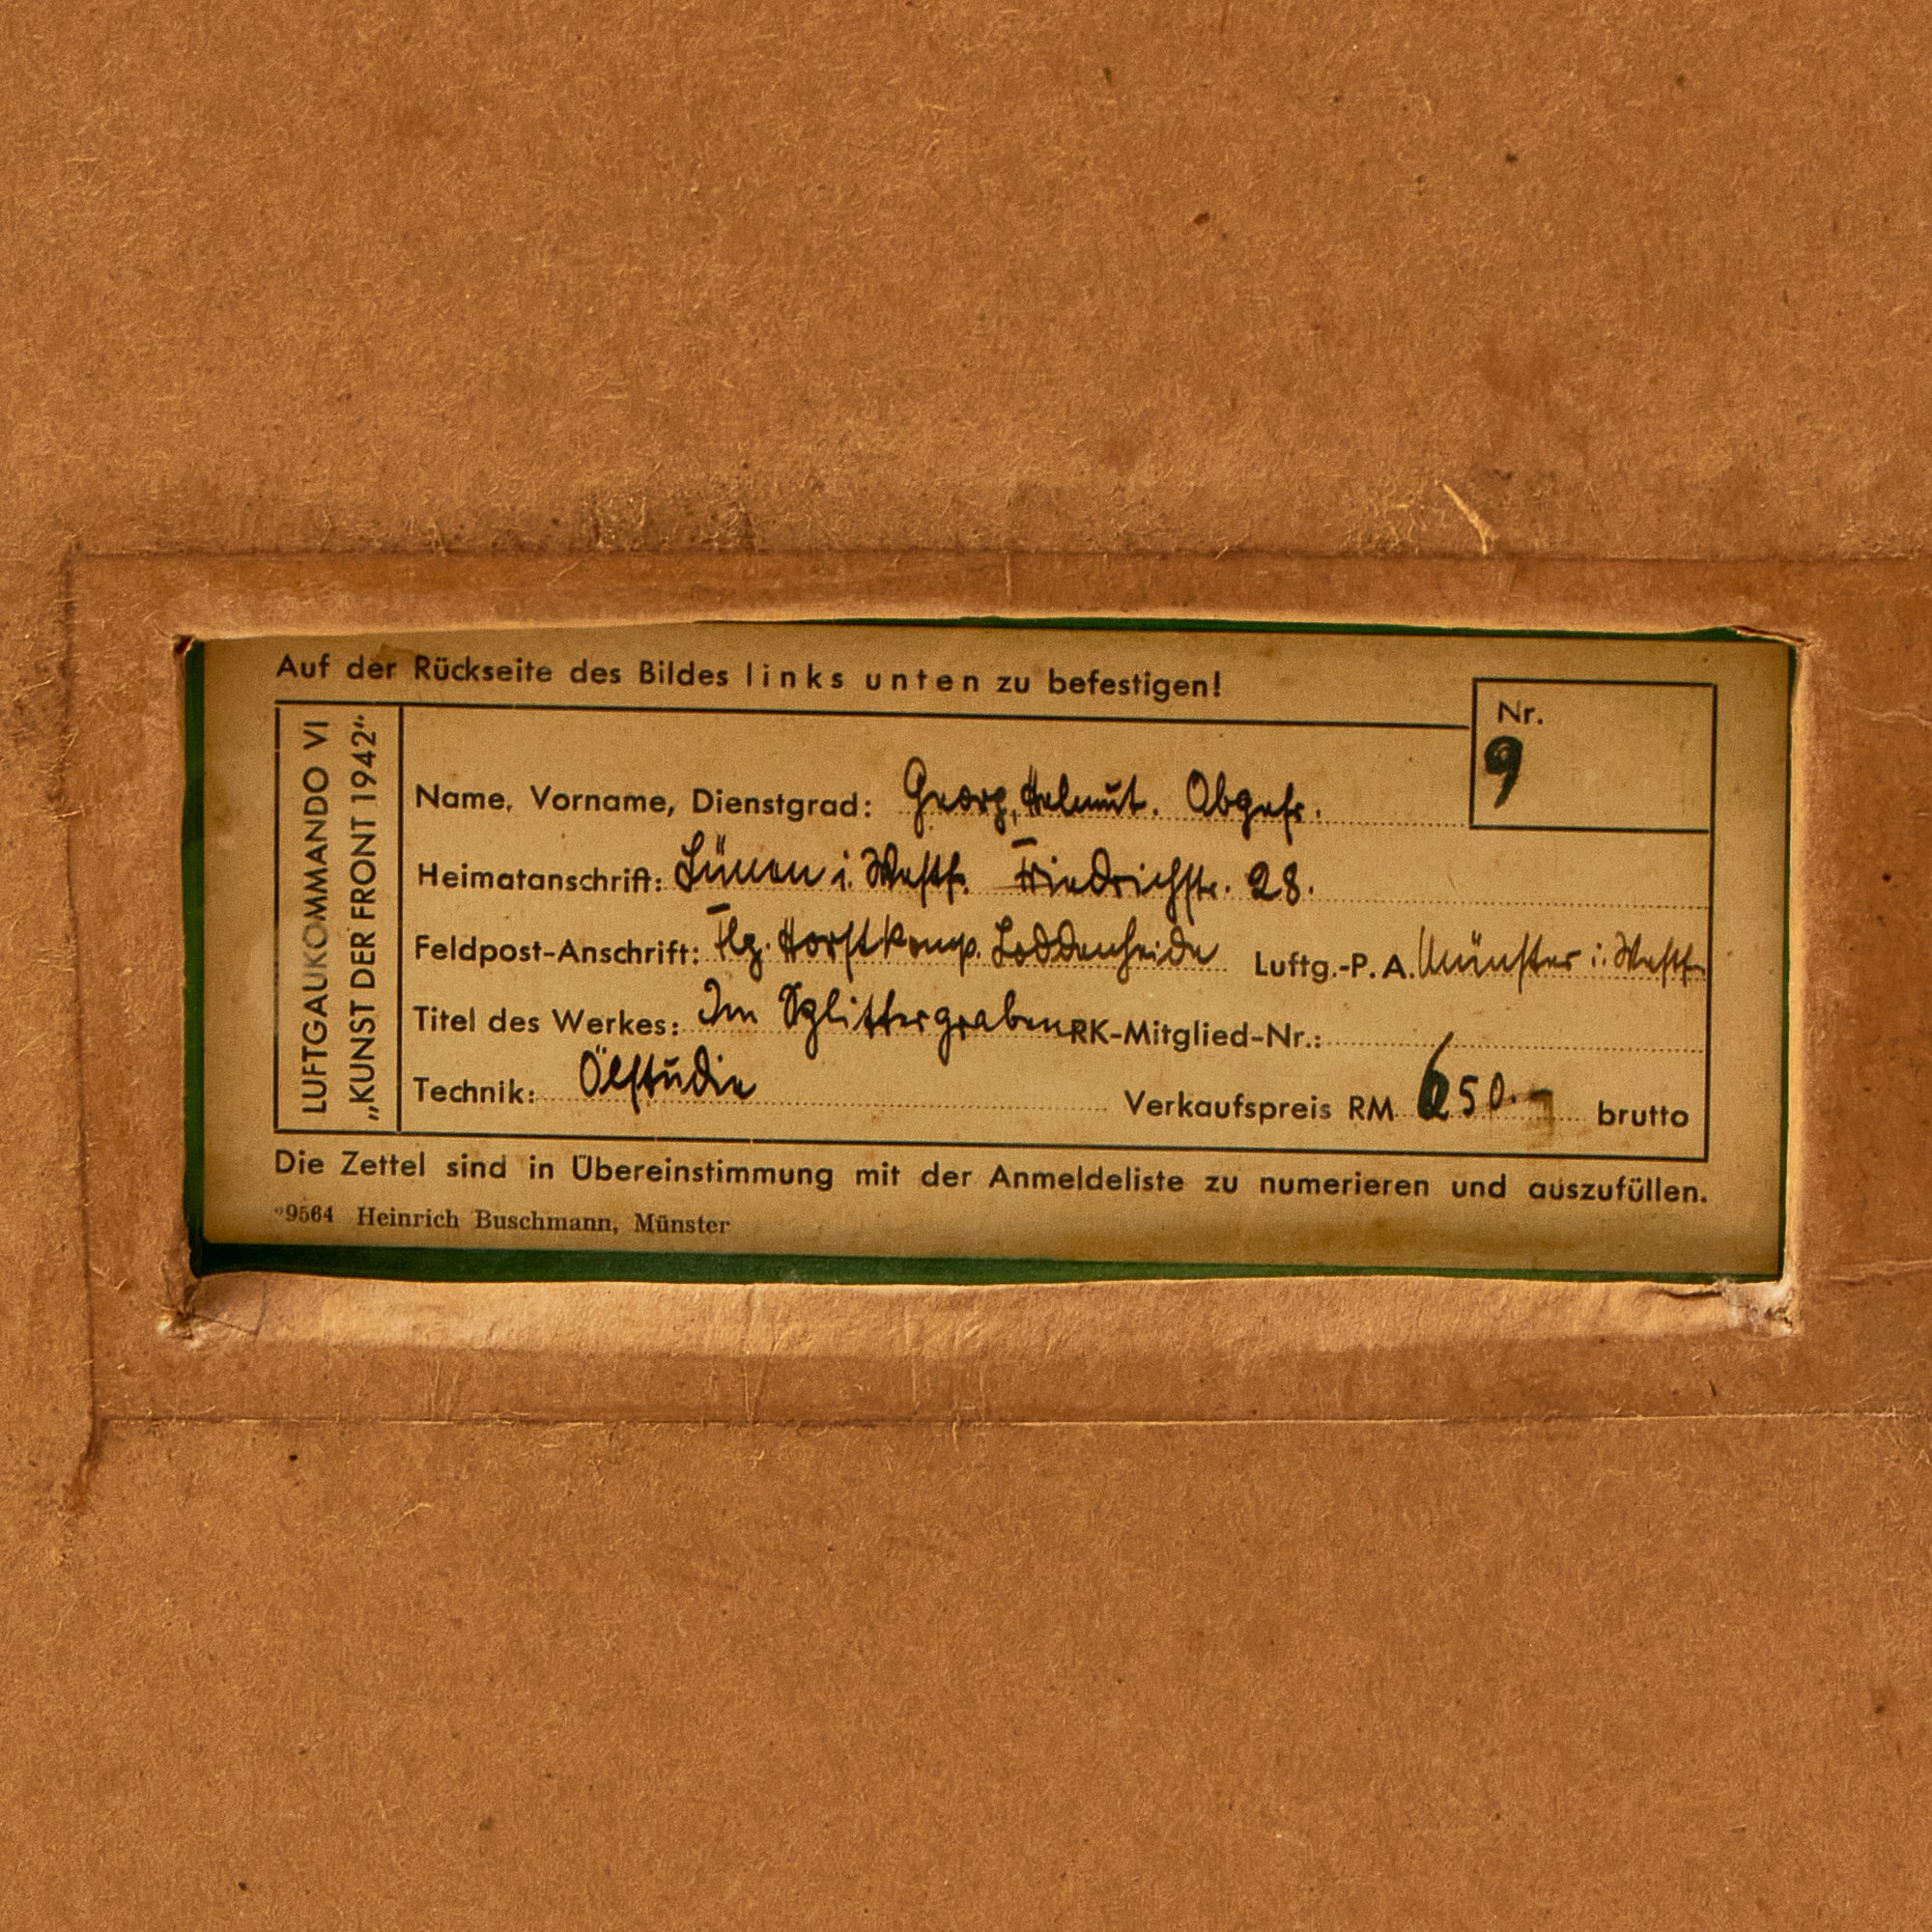 Auf der Rückseite des Bildes links unten zu befestigen!
Nr.
9
LUFTGAUKOMMANDO VI
„KUNST DER FRONT 1942“
Name, Vorname, Dienstgrad: Georg, Helmut. Obgefr.
Heimatanschrift: Lünen i. Westf. Friedrichstr. 28.
Feldpost-Anschrift: Flg. Horstkomp. Loddenheide Luftg.-P. A. Münster i. Westf.
Titel des Werkes: Im Splittergraben RK-Mitglied-Nr.:
Technik: Ölstudie Verkaufspreis RM 650.- brutto
Die Zettel sind in Übereinstimmung mit der Anmeldeliste zu numerieren und auszufüllen.
9564 Heinrich Buschmann, Münster